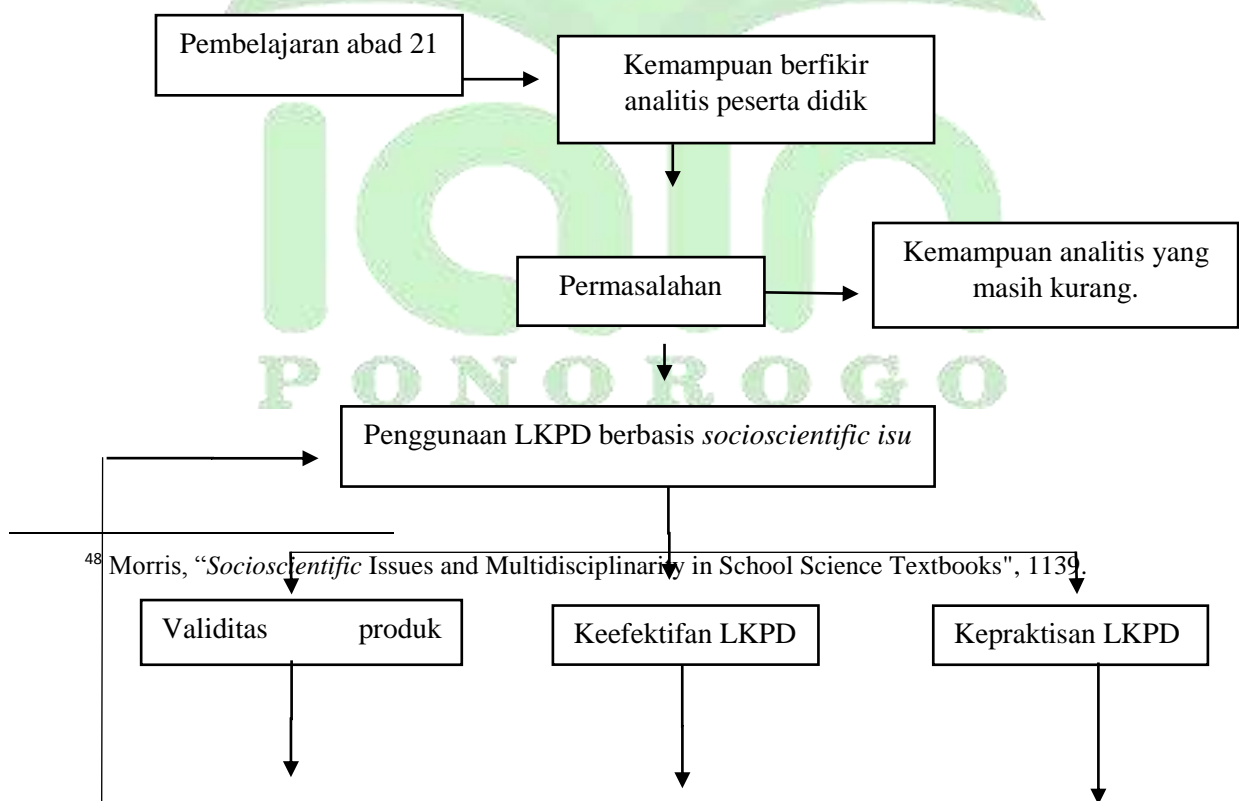 Pembelajaran abad 21
Kemampuan berfikir
analitis peserta didik
Permasalahan
Kemampuan analitis yang
masih kurang.
PONOROGO
Penggunaan LKPD berbasis socioscientific isu
48 Morris, “Socioscientific Issues and Multidisciplinarity in School Science Textbooks", 1139.
Validitas produk
Keefektifan LKPD
Kepraktisan LKPD